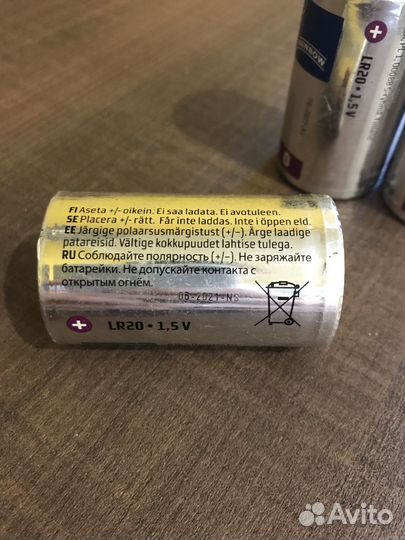 FI Aseta +/- oikein. Ei saa ladata. Ei avotuleen.
SE Placera +/- rätt. Får inte laddas. Inte i öppen eld.
EE Järgige polaarsusmärgistust (+/–). Ärge laadige
patareisid. Vältige kokkupuudet lahtise tulega.
RU Соблюдайте полярность (+/–). Не заряжайте
батарейки. Не допускайте контакта с
открытым огнём.
06-2021-NS
+ LR20 • 1,5 V
RAINBOW
+
LR20 • 1,5V
D
Avito